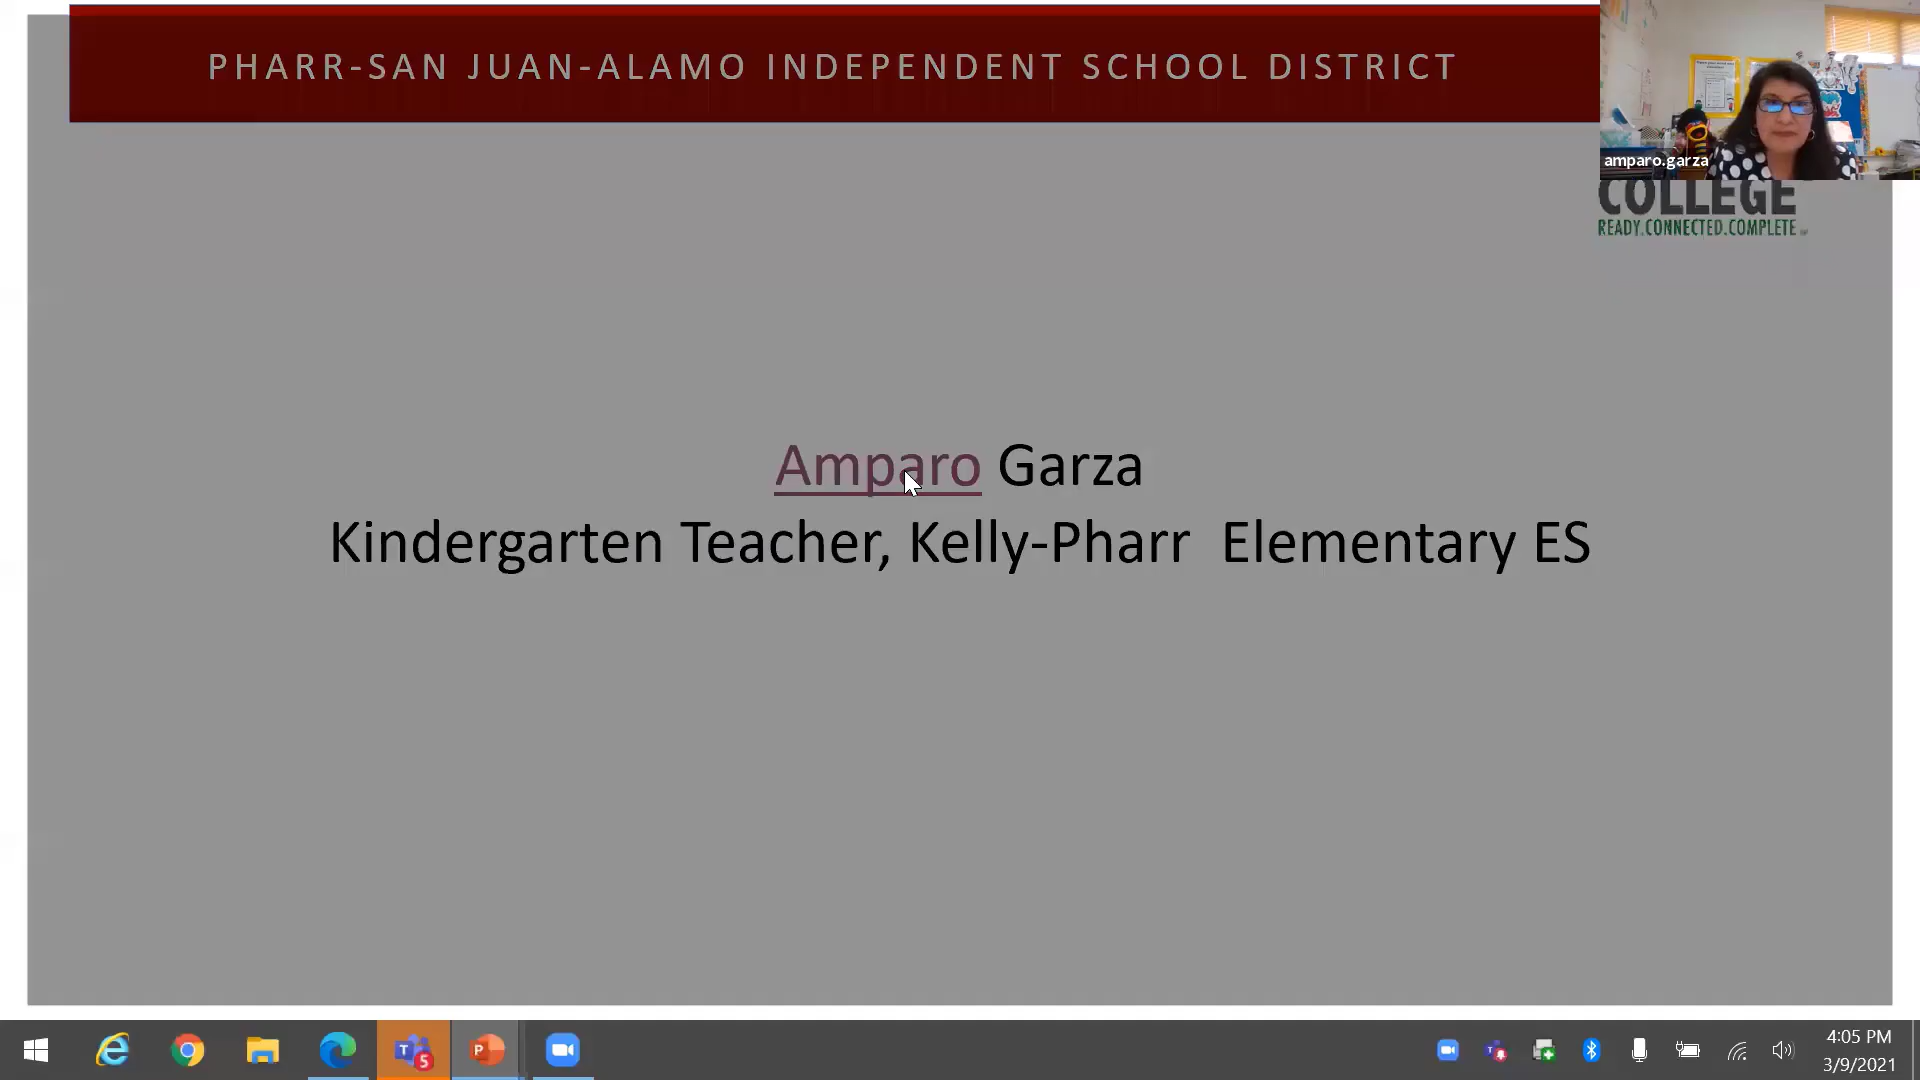 PHARR-SAN JUAN-ALAMO INDEPENDENT SCHOOL DISTRICT
amparo.garza
COLLEGE
READY.CONNECTED.COMPLETE
Amparo Garza
Kindergarten Teacher, Kelly-Pharr  Elementary ES
5
4:05 PM
3/9/2021